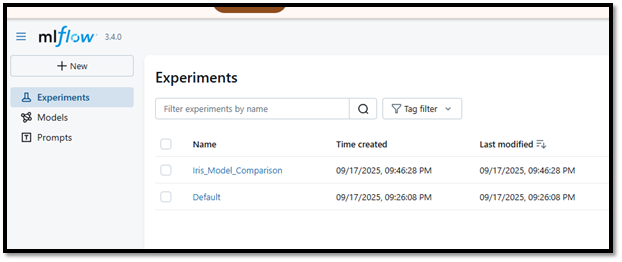 mlflow 3.4.0
+ New
Experiments
Models
Prompts
Experiments
Filter experiments by name
Tag filter
Name Time created Last modified
Iris_Model_Comparison 09/17/2025, 09:46:28 PM 09/17/2025, 09:46:28 PM
Default 09/17/2025, 09:26:08 PM 09/17/2025, 09:26:08 PM